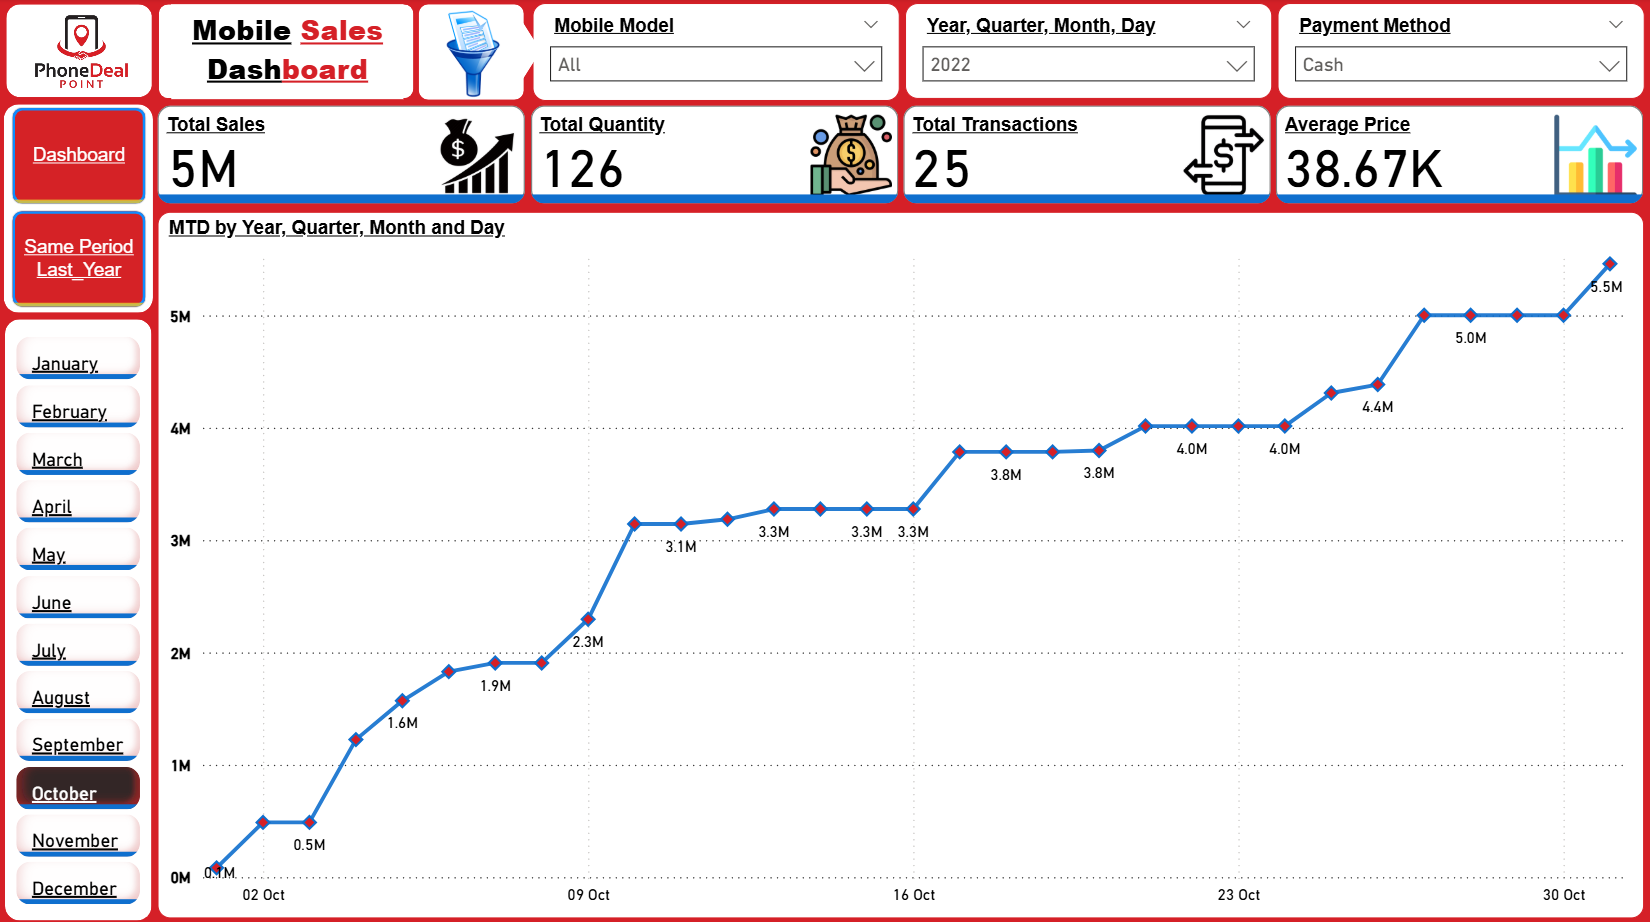 PhoneDeal
POINT
Mobile Sales
Dashboard
Mobile Model
All
Year, Quarter, Month, Day
2022
Payment Method
Cash
Dashboard
Same Period
Last_Year
Total Sales
5M
Total Quantity
126
Total Transactions
25
Average Price
38.67K
January
February
March
April
May
June
July
August
September
October
November
December
MTD by Year, Quarter, Month and Day
5M
4M
3M
2M
1M
0M
0.1M
0.5M
1.6M
1.9M
2.3M
3.1M
3.3M
3.3M
3.3M
3.8M
3.8M
4.0M
4.0M
4.4M
5.0M
5.5M
02 Oct
09 Oct
16 Oct
23 Oct
30 Oct